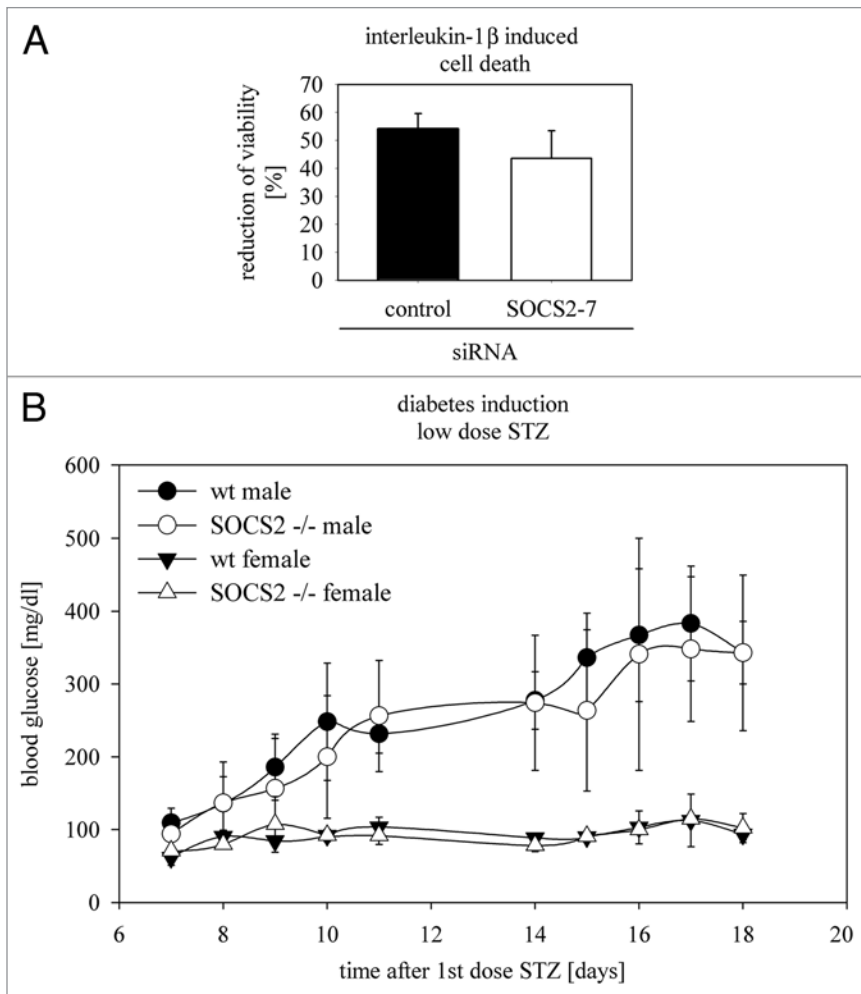 A
interleukin-1β induced
cell death
reduction of viability
[%]
70
60
50
40
30
20
10
0
control SOCS2-7
siRNA
B
diabetes induction
low dose STZ
blood glucose [mg/dl]
600
500
400
300
200
100
0
wt male
SOCS2 -/- male
wt female
SOCS2 -/- female
6 8 10 12 14 16 18 20
time after 1st dose STZ [days]